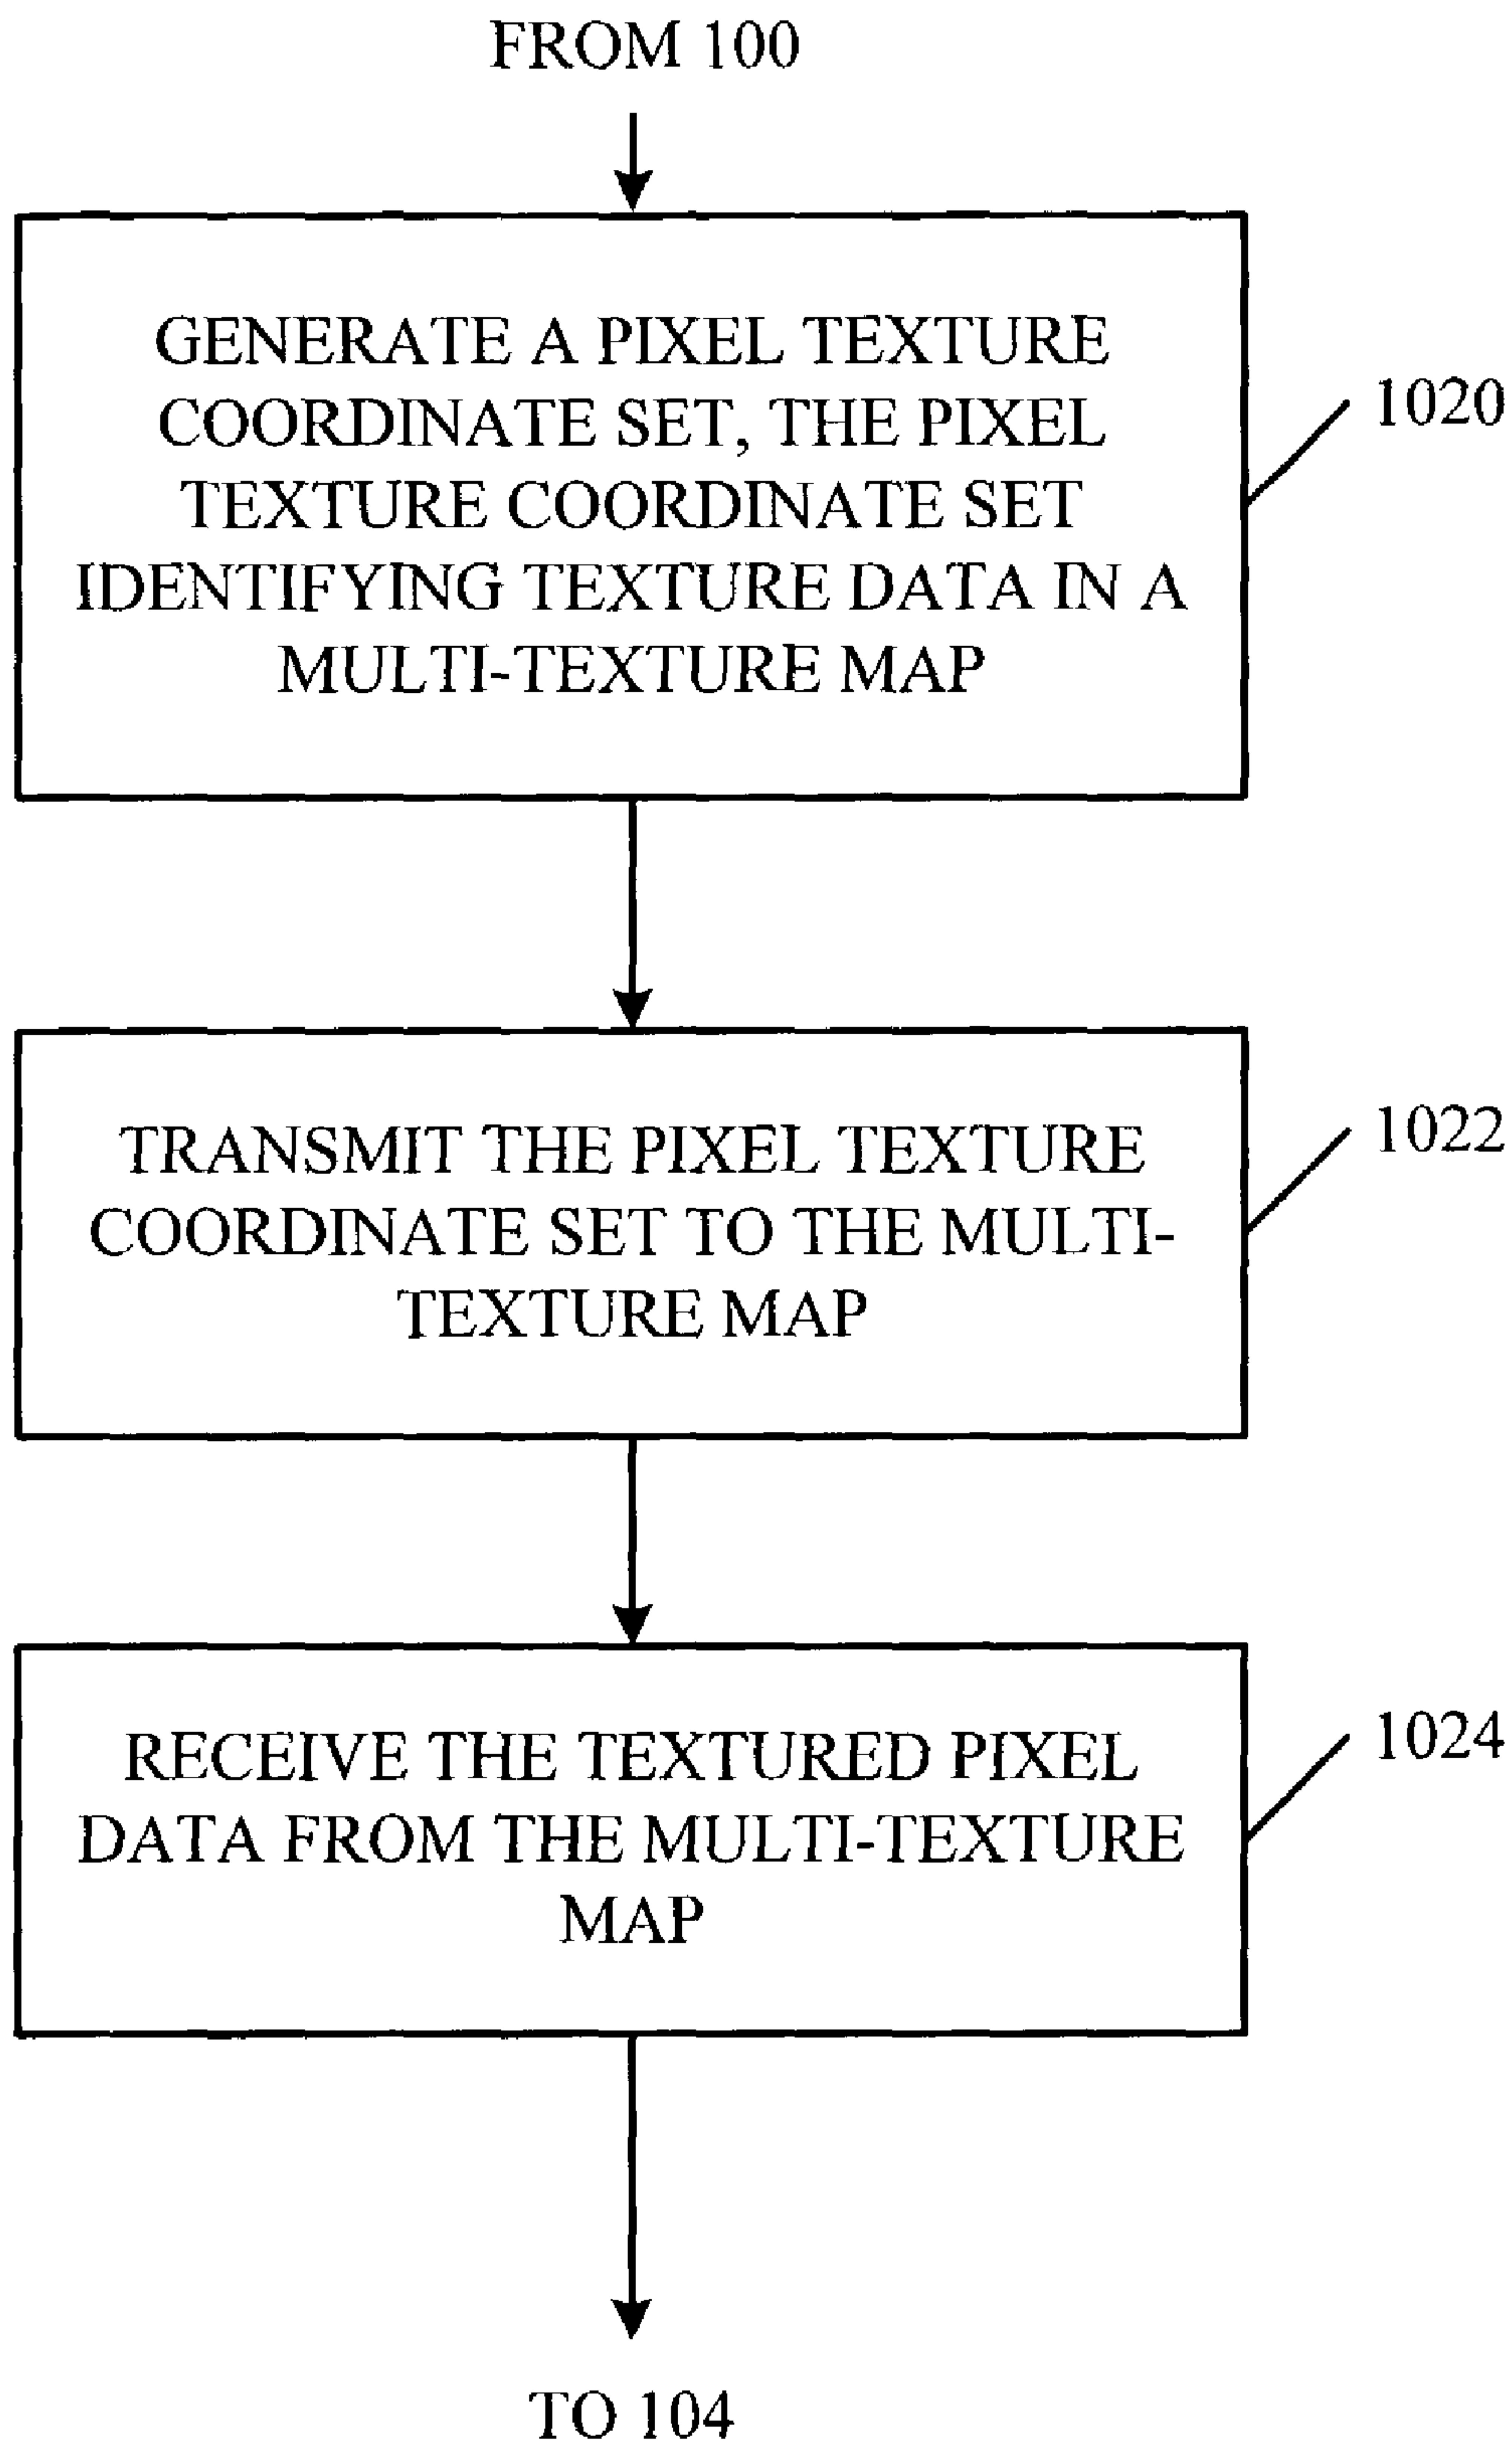 FROM 100
GENERATE A PIXEL TEXTURE
COORDINATE SET, THE PIXEL
TEXTURE COORDINATE SET
IDENTIFYING TEXTURE DATA IN A
MULTI-TEXTURE MAP
1020
TRANSMIT THE PIXEL TEXTURE
COORDINATE SET TO THE MULTI-
TEXTURE MAP
1022
RECEIVE THE TEXTURED PIXEL
DATA FROM THE MULTI-TEXTURE
MAP
1024
TO 104